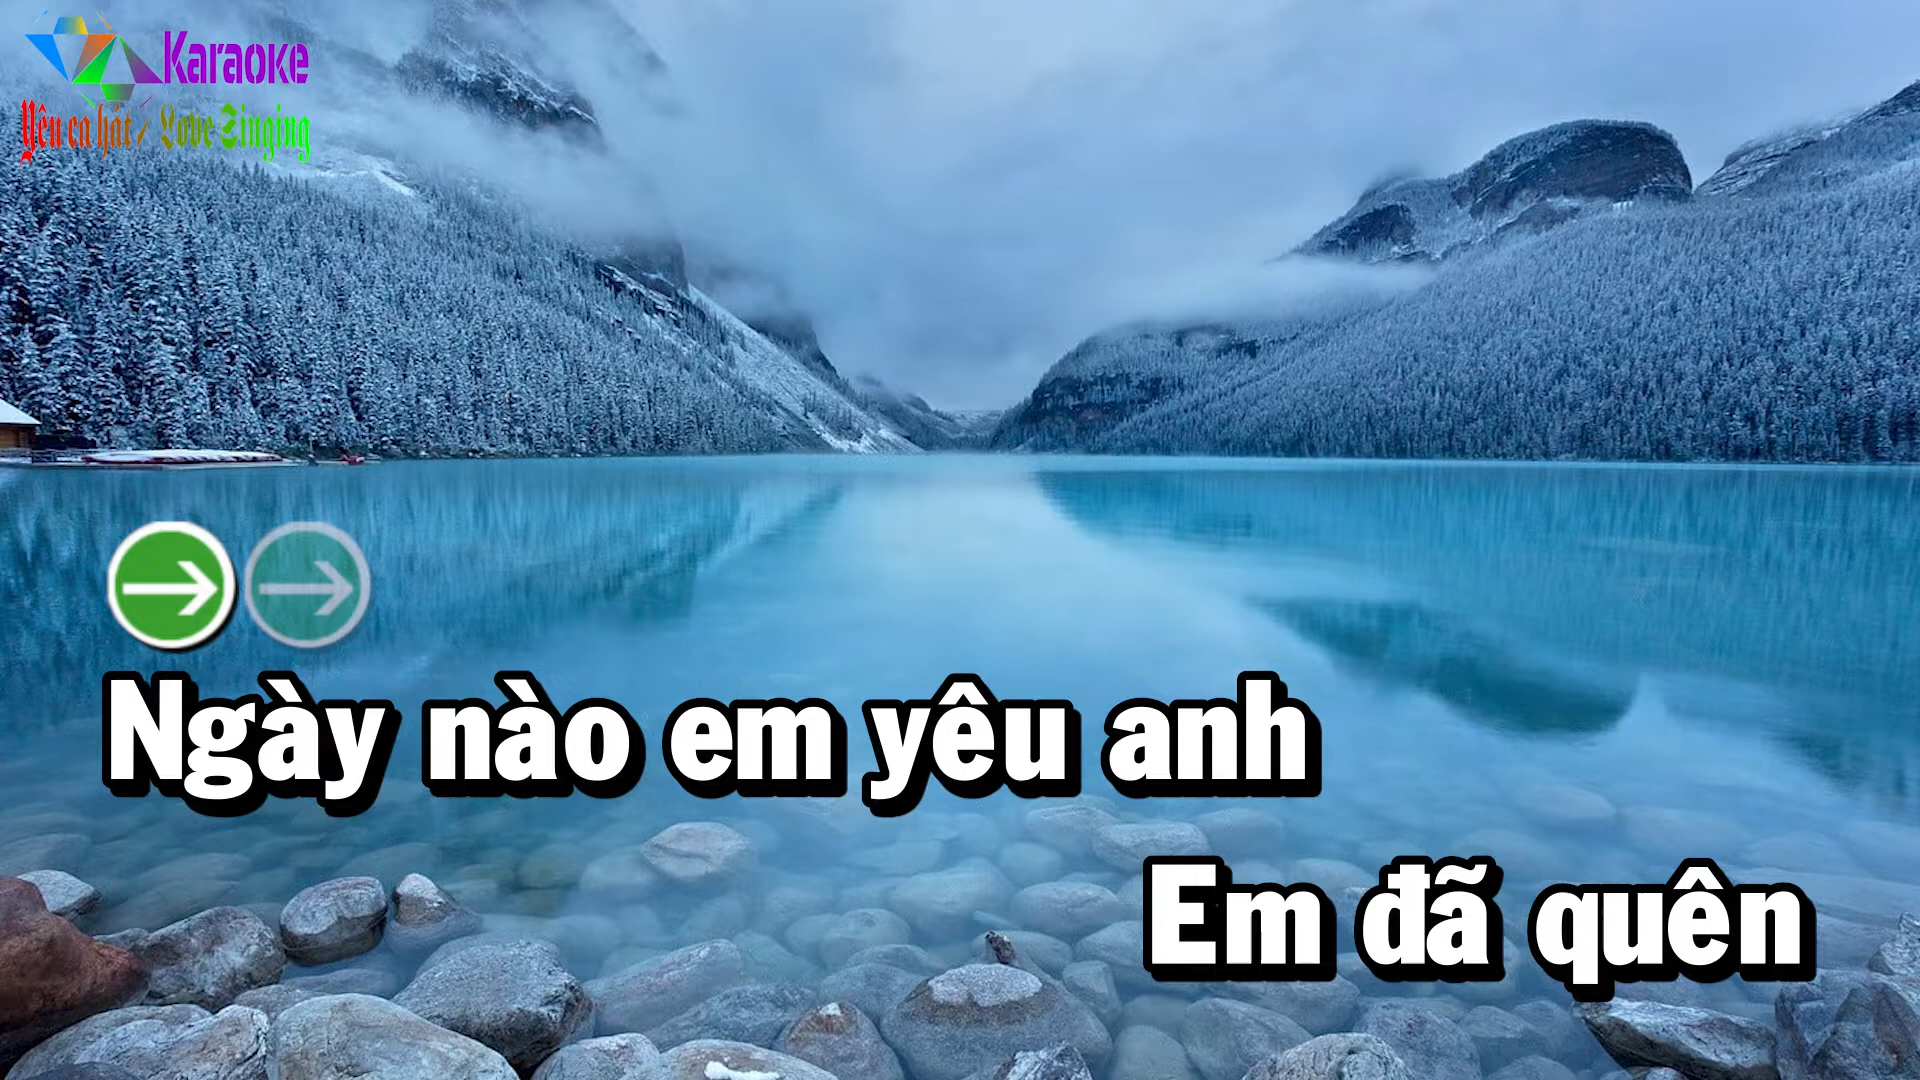 Karaoke
Yêu ca hát / Love Singing
Ngày nào em yêu anh
Em đã quên